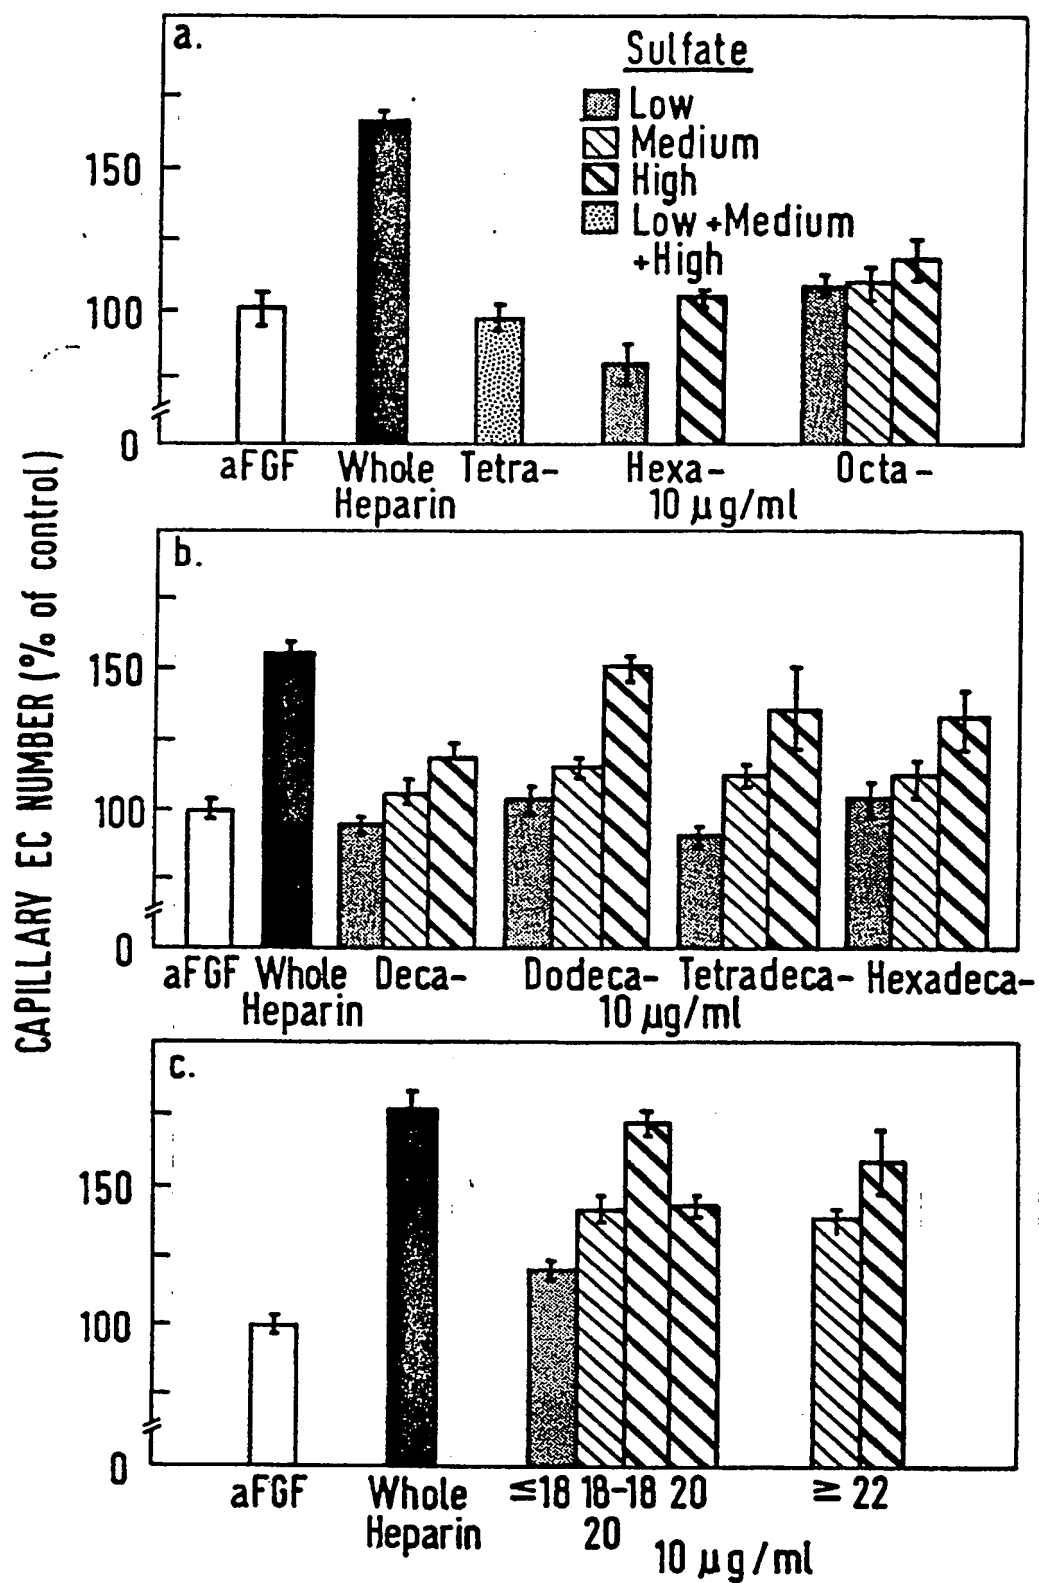 CAPILLARY EC NUMBER (% of control)
a.
Sulfate
Low
Medium
High
Low +Medium
+High
150
100
0
aFGF Whole Tetra- Hexa- Octa-
Heparin 10 µg/ml
b.
150
100
0
aFGF Whole Deca- Dodeca- Tetradeca- Hexadeca-
Heparin 10 µg/ml
c.
150
100
0
aFGF Whole ≤18 18-18 20 ≥ 22
Heparin 20 10 µg/ml